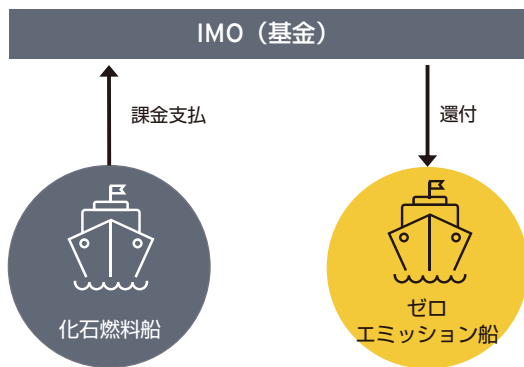 IMO（基金）
課金支払
還付
化石燃料船
ゼロ
エミッション船